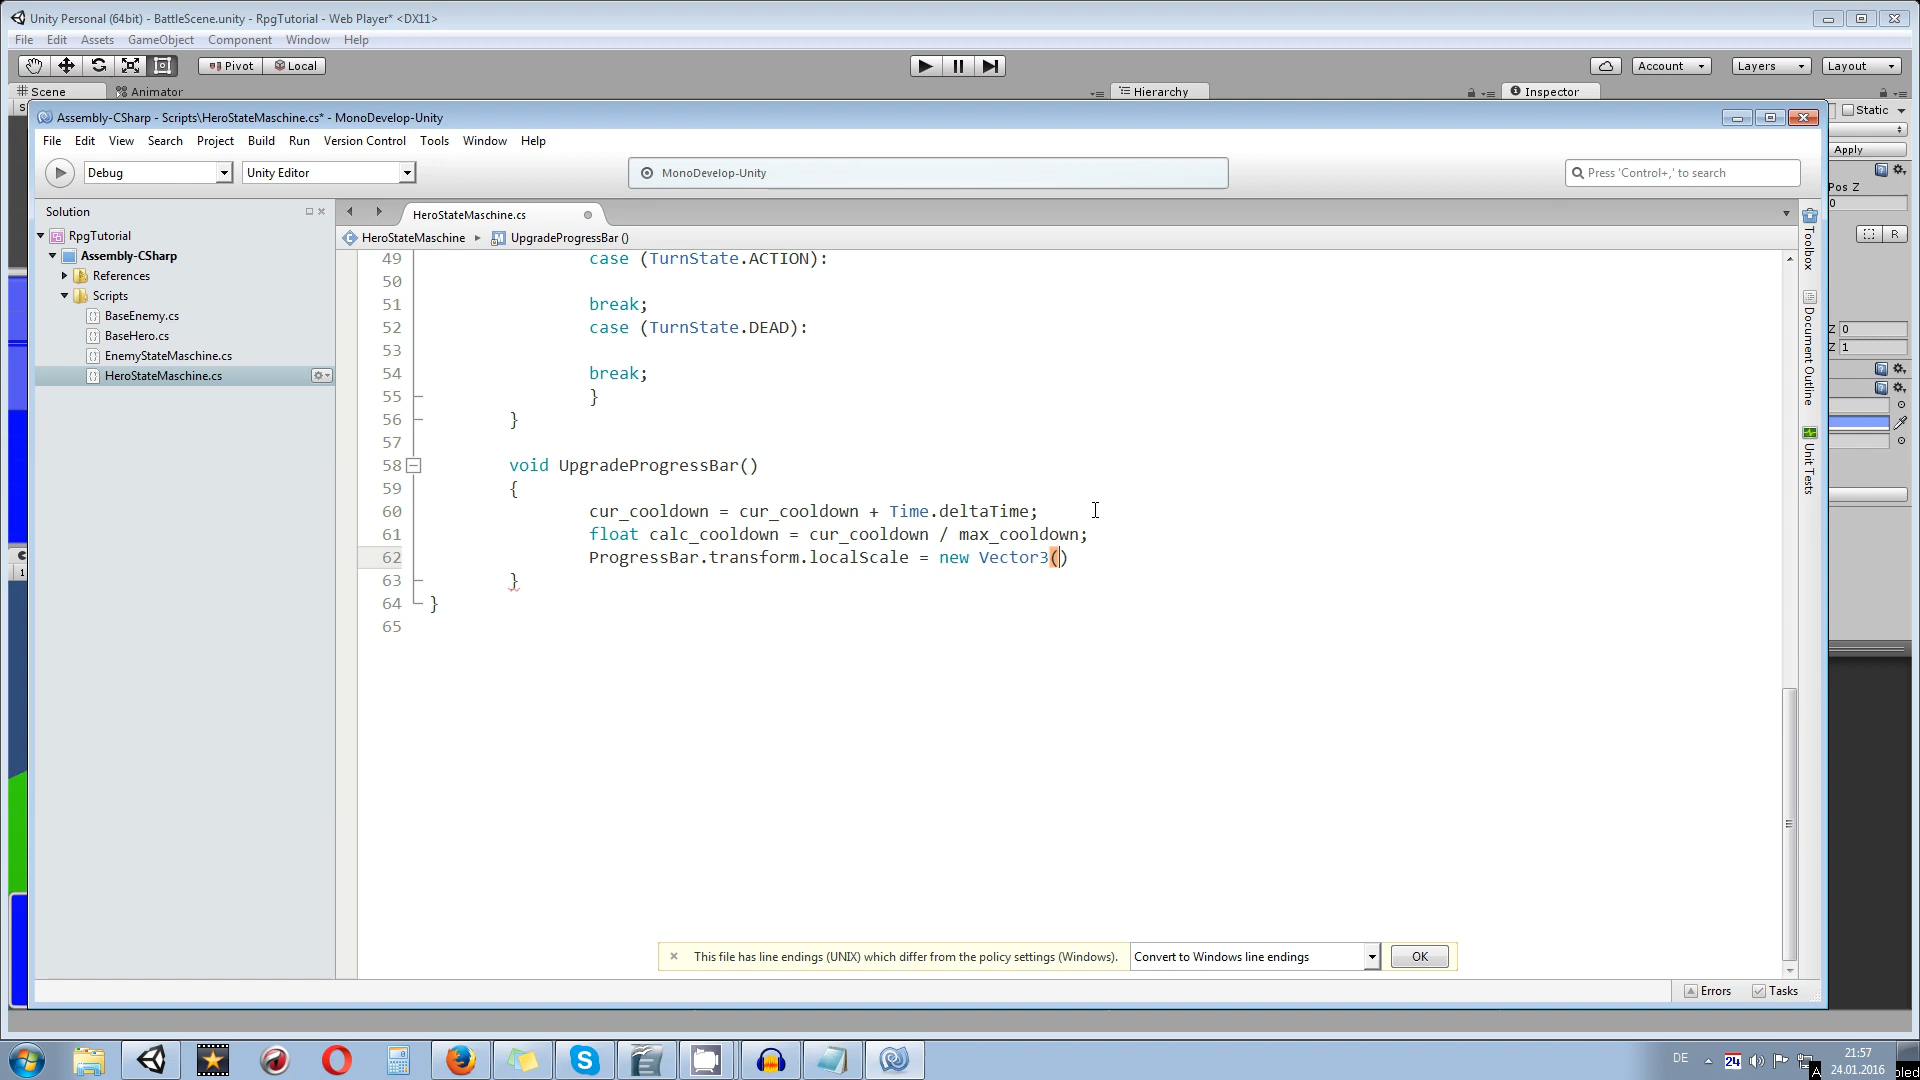 Unity Personal (64bit) - BattleScene.unity - RpgTutorial - Web Player* <DX11>
File Edit Assets GameObject Component Window Help
Pivot Local Account Layers Layout
Scene Animator Hierarchy Inspector
Assembly-CSharp - Scripts\HeroStateMaschine.cs* - MonoDevelop-Unity
Static
File Edit View Search Project Build Run Version Control Tools Window Help
Apply
Debug Unity Editor MonoDevelop-Unity Press 'Control+,' to search
Pos Z
0
Solution HeroStateMaschine.cs
RpgTutorial HeroStateMaschine UpgradeProgressBar () R
Assembly-CSharp
References
Scripts
BaseEnemy.cs
BaseHero.cs
EnemyStateMaschine.cs
HeroStateMaschine.cs
49 case (TurnState.ACTION):
50
51 break;
52 case (TurnState.DEAD):
53
54 break;
55 }
56 }
57
58 void UpgradeProgressBar()
59 {
60 cur_cooldown = cur_cooldown + Time.deltaTime;
61 float calc_cooldown = cur_cooldown / max_cooldown;
62 ProgressBar.transform.localScale = new Vector3()
63 }
64 }
65
Toolbox
Document Outline
Unit Tests
Z 0
Z 1
This file has line endings (UNIX) which differ from the policy settings (Windows). Convert to Windows line endings OK
Errors Tasks
DE 24 21:57
24.01.2016